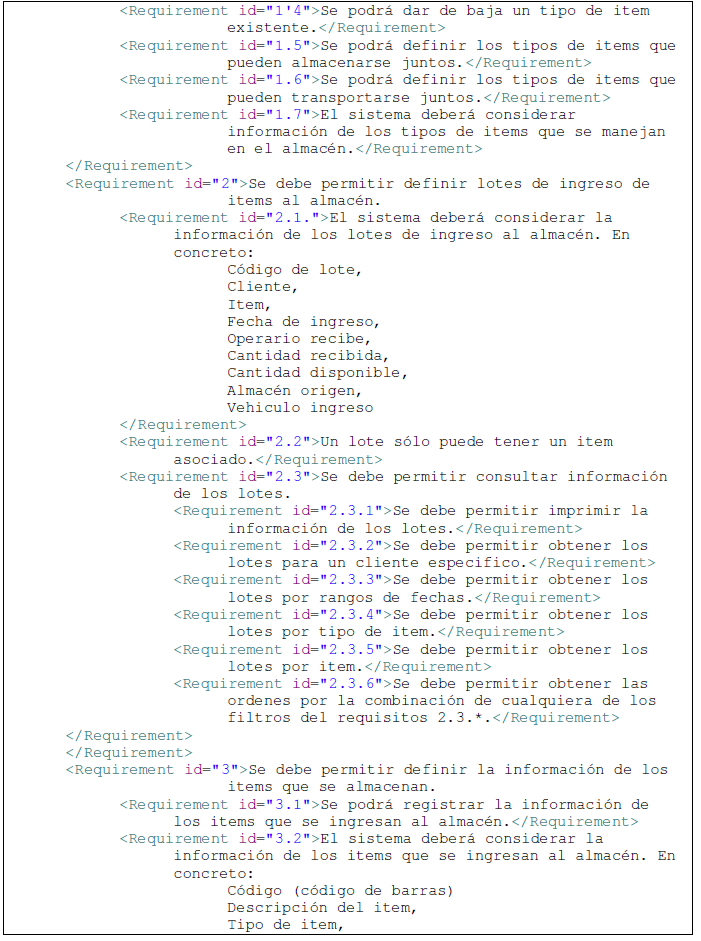 <Requirement id="1'4">Se podrá dar de baja un tipo de item
existente.</Requirement>
<Requirement id="1.5">Se podrá definir los tipos de items que
pueden almacenarse juntos.</Requirement>
<Requirement id="1.6">Se podrá definir los tipos de items que
pueden transportarse juntos.</Requirement>
<Requirement id="1.7">El sistema deberá considerar
información de los tipos de items que se manejan
en el almacén.</Requirement>
</Requirement>
<Requirement id="2">Se debe permitir definir lotes de ingreso de
items al almacén.
<Requirement id="2.1.">El sistema deberá considerar la
información de los lotes de ingreso al almacén. En
concreto:
Código de lote,
Cliente,
Item,
Fecha de ingreso,
Operario recibe,
Cantidad recibida,
Cantidad disponible,
Almacén origen,
Vehiculo ingreso
</Requirement>
<Requirement id="2.2">Un lote sólo puede tener un item
asociado.</Requirement>
<Requirement id="2.3">Se debe permitir consultar información
de los lotes.
<Requirement id="2.3.1">Se debe permitir imprimir la
información de los lotes.</Requirement>
<Requirement id="2.3.2">Se debe permitir obtener los
lotes para un cliente especifico.</Requirement>
<Requirement id="2.3.3">Se debe permitir obtener los
lotes por rangos de fechas.</Requirement>
<Requirement id="2.3.4">Se debe permitir obtener los
lotes por tipo de item.</Requirement>
<Requirement id="2.3.5">Se debe permitir obtener los
lotes por item.</Requirement>
<Requirement id="2.3.6">Se debe permitir obtener las
ordenes por la combinación de cualquiera de los
filtros del requisitos 2.3.*.</Requirement>
</Requirement>
</Requirement>
<Requirement id="3">Se debe permitir definir la información de los
items que se almacenan.
<Requirement id="3.1">Se podrá registrar la información de
los items que se ingresan al almacén.</Requirement>
<Requirement id="3.2">El sistema deberá considerar la
información de los items que se ingresan al almacén. En
concreto:
Código (código de barras)
Descripción del item,
Tipo de item,